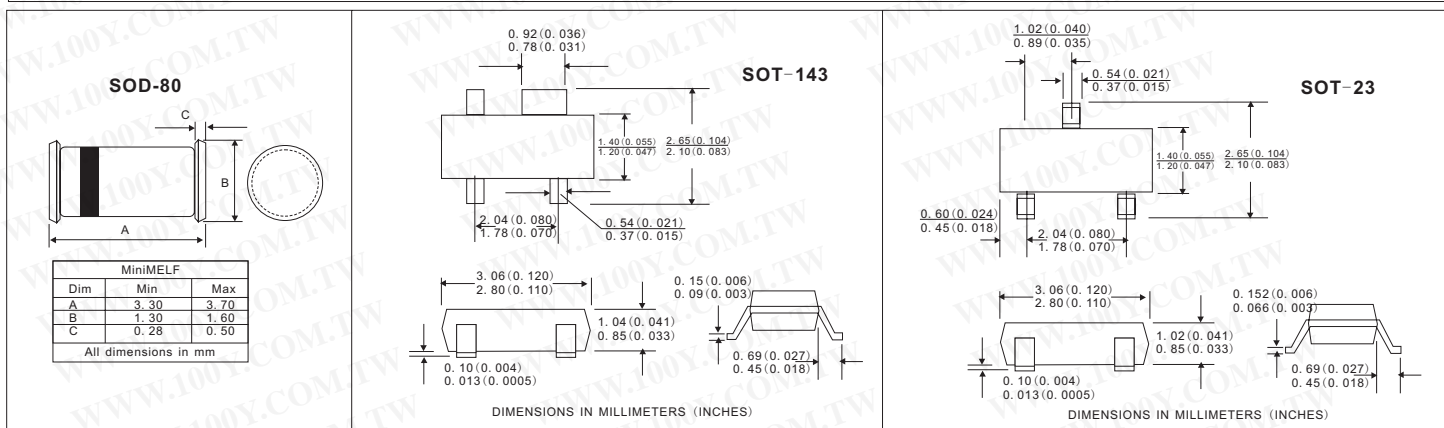 SOD-80
C
B
A
MiniMELF
Dim Min Max
A 3.30 3.70
B 1.30 1.60
C 0.28 0.50
All dimensions in mm
SOT-143
0.92(0.036)
0.78(0.031)
1.40(0.055)
1.20(0.047)
2.65(0.104)
2.10(0.083)
2.04(0.080)
1.78(0.070)
0.54(0.021)
0.37(0.015)
3.06(0.120)
2.80(0.110)
1.04(0.041)
0.85(0.033)
0.10(0.004)
0.013(0.0005)
0.15(0.006)
0.09(0.003)
0.69(0.027)
0.45(0.018)
DIMENSIONS IN MILLIMETERS (INCHES)
SOT-23
1.02(0.040)
0.89(0.035)
0.54(0.021)
0.37(0.015)
1.40(0.055)
1.20(0.047)
2.65(0.104)
2.10(0.083)
0.60(0.024)
0.45(0.018)
2.04(0.080)
1.78(0.070)
3.06(0.120)
2.80(0.110)
1.02(0.041)
0.85(0.033)
0.10(0.004)
0.013(0.0005)
0.152(0.006)
0.066(0.003)
0.69(0.027)
0.45(0.018)
DIMENSIONS IN MILLIMETERS (INCHES)
WWW.100Y.COM.TW